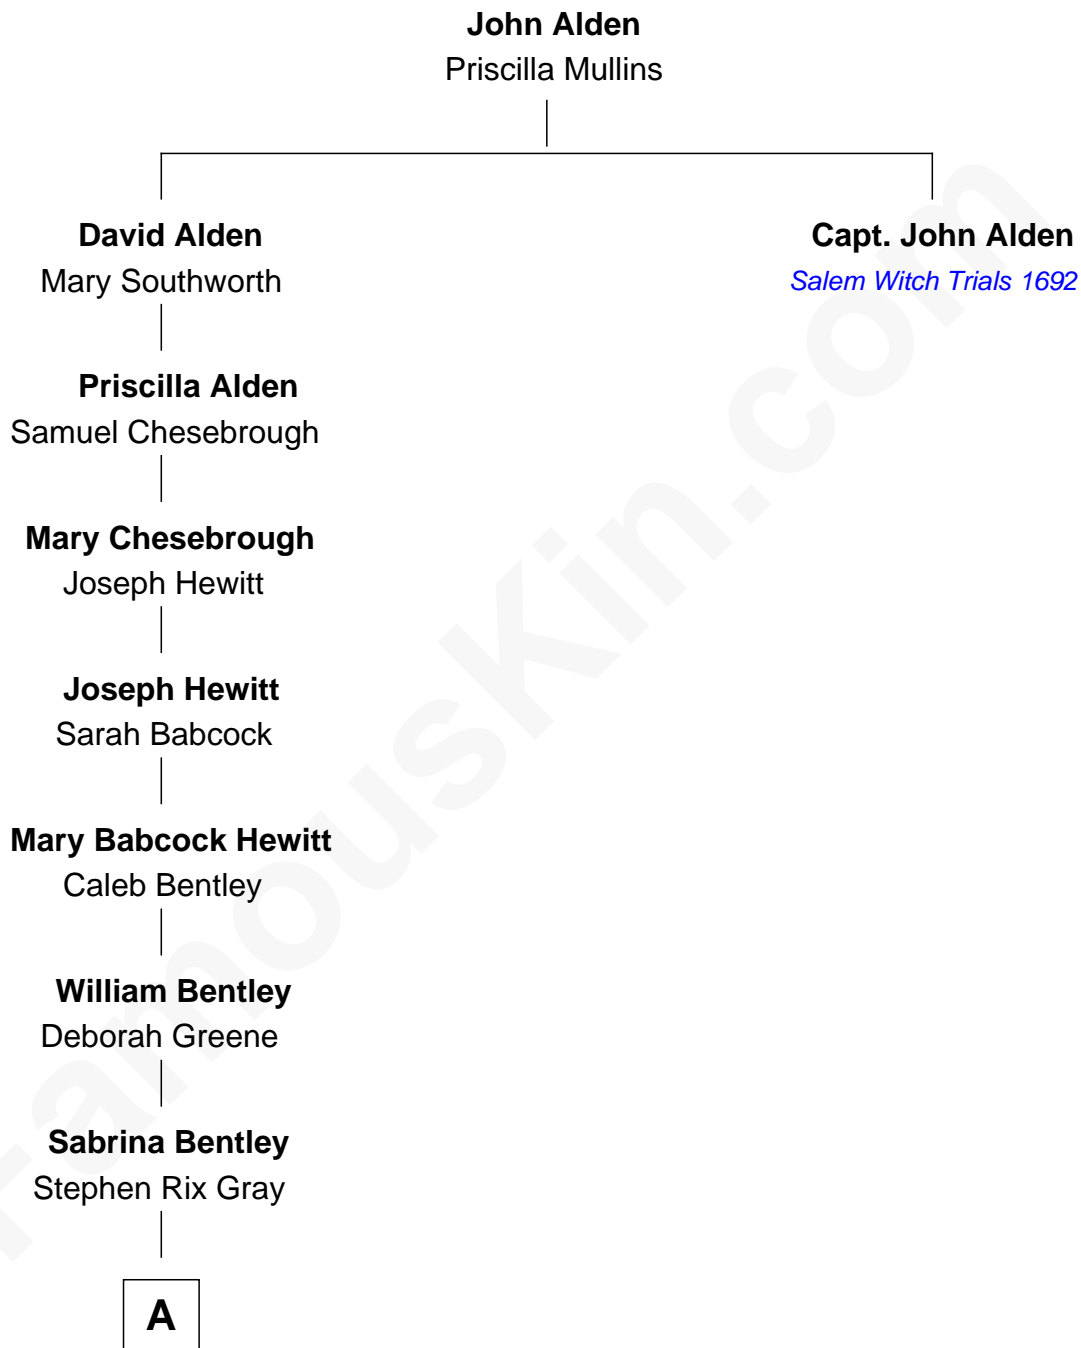 John Alden
Priscilla Mullins
David Alden
Mary Southworth
Capt. John Alden
Salem Witch Trials 1692
Priscilla Alden
Samuel Chesebrough
Mary Chesebrough
Joseph Hewitt
Joseph Hewitt
Sarah Babcock
Mary Babcock Hewitt
Caleb Bentley
William Bentley
Deborah Greene
Sabrina Bentley
Stephen Rix Gray
A
FamousKin.com